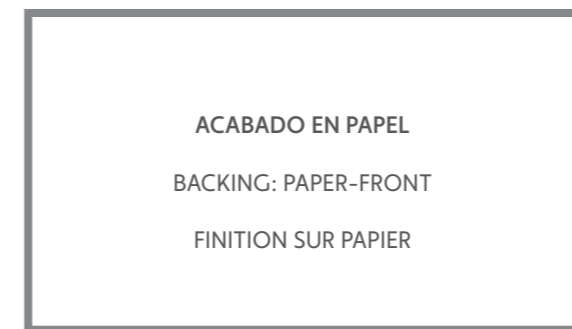 ACABADO EN PAPEL
BACKING: PAPER-FRONT
FINITION SUR PAPIER